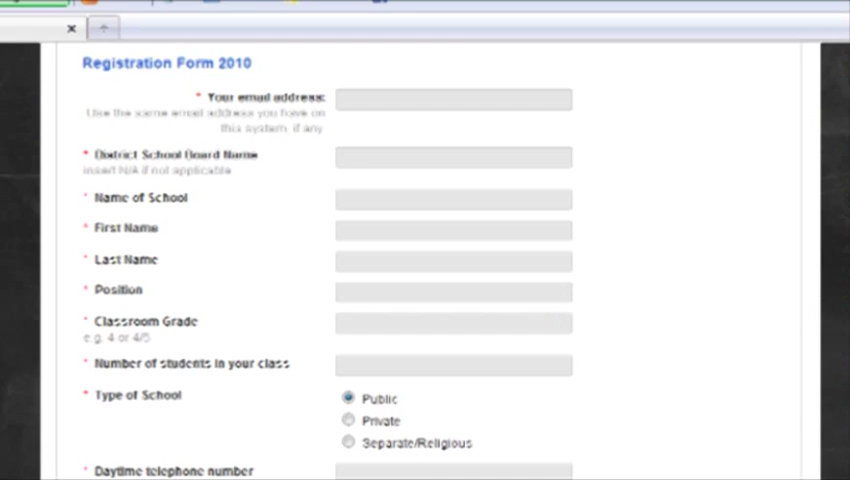 Registration Form 2010
* Your email address:
Use the same email address you have on
this system, if any
* District School Board Name
insert N/A if not applicable
* Name of School
* First Name
* Last Name
* Position
* Classroom Grade
e.g. 4 or 4/5
* Number of students in your class
* Type of School
Public
Private
Separate/Religious
* Daytime telephone number